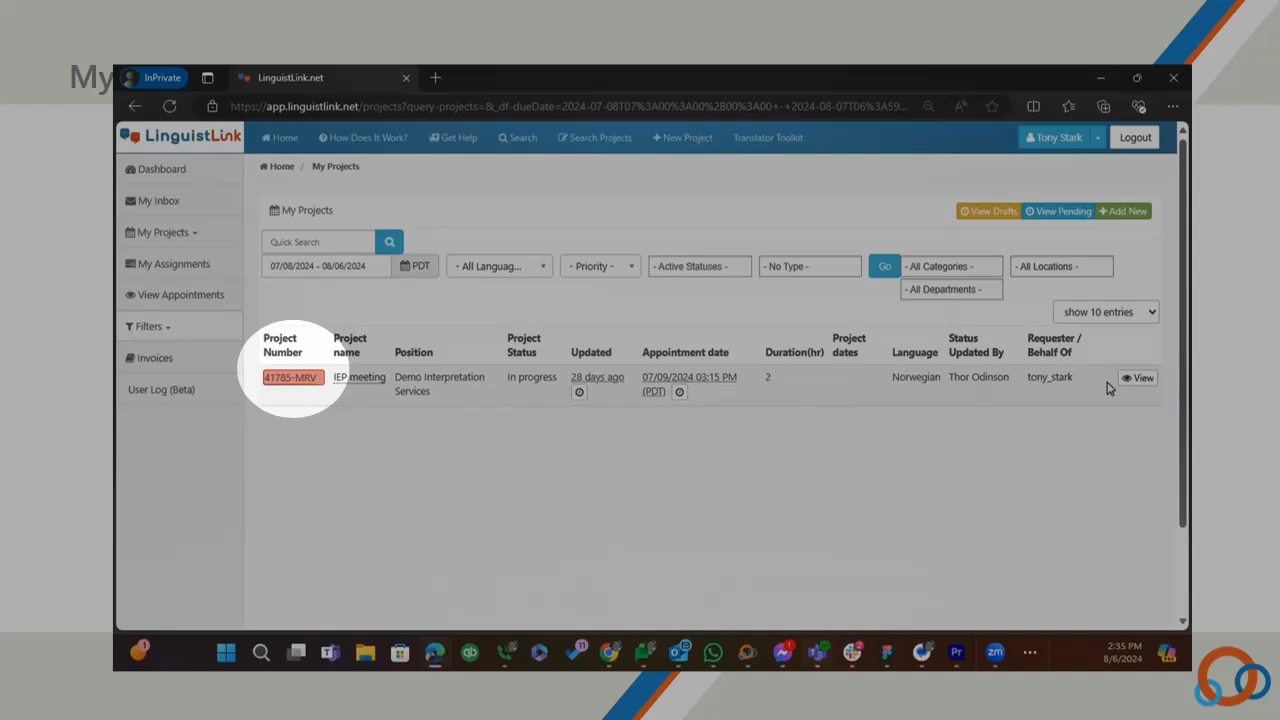 My
InPrivate
LinguistLink.net
https://app.linguistlink.net/projects?query-projects=&_df-dueDate=2024-07-08T07%3A00%3A00%2B00%3A00+-+2024-08-07T06%3A59...
LinguistLink
Home How Does It Work? Get Help Search Search Projects New Project Translator Toolkit Tony Stark Logout
Dashboard
My Inbox
My Projects
My Assignments
View Appointments
Filters
Invoices
User Log (Beta)
Home / My Projects
My Projects
View Drafts View Pending Add New
Quick Search
07/08/2024 - 08/06/2024 PDT - All Languag... - Priority - - Active Statuses - - No Type - Go - All Categories - - All Locations -
- All Departments -
show 10 entries
Project Number Project name Position Project Status Updated Appointment date Duration(hr) Project dates Language Status Updated By Requester / Behalf Of
41785-MRV IEP meeting Demo Interpretation Services In progress 28 days ago 07/09/2024 03:15 PM (PDT) 2 Norwegian Thor Odinson tony_stark View
2:35 PM
8/6/2024